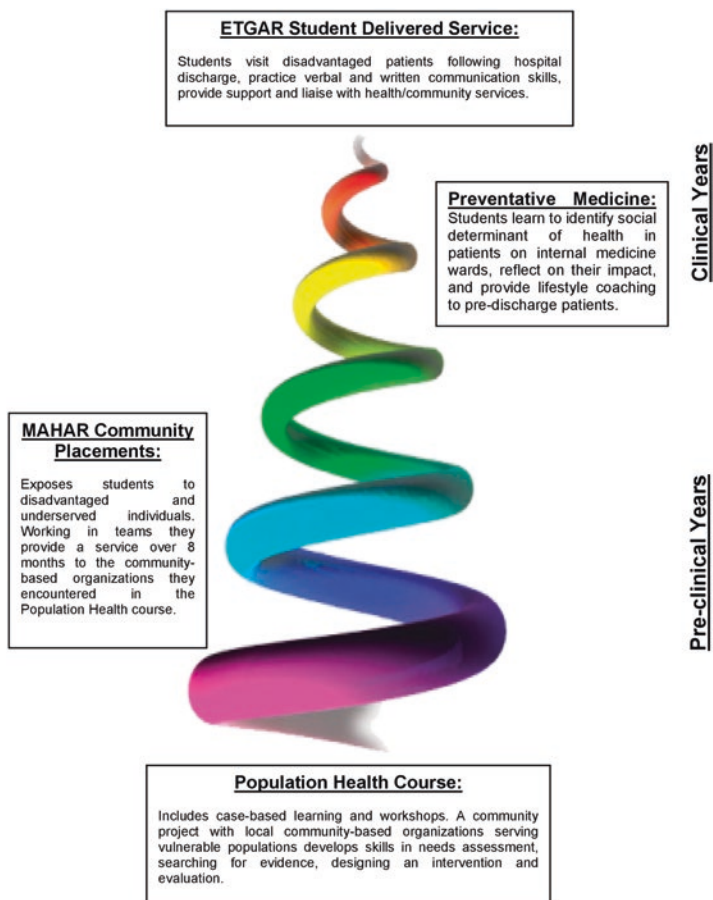 ETGAR Student Delivered Service:
Students visit disadvantaged patients following hospital
discharge, practice verbal and written communication skills,
provide support and liaise with health/community services.
Clinical Years
Preventative Medicine:
Students learn to identify social
determinant of health in
patients on internal medicine
wards, reflect on their impact,
and provide lifestyle coaching
to pre-discharge patients.
MAHAR Community
Placements:
Exposes students to
disadvantaged and
underserved individuals.
Working in teams they
provide a service over 8
months to the community-
based organizations they
encountered in the
Population Health course.
Pre-clinical Years
Population Health Course:
Includes case-based learning and workshops. A community
project with local community-based organizations serving
vulnerable populations develops skills in needs assessment,
searching for evidence, designing an intervention and
evaluation.